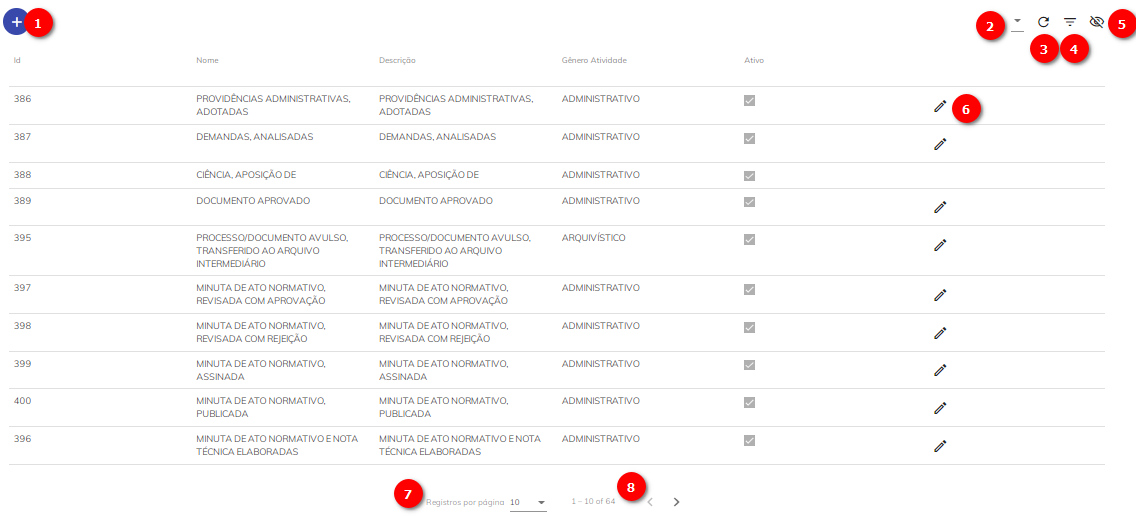 + 1
2
5
3 4
Id Nome Descrição Gênero Atividade Ativo
386 PROVIDÊNCIAS ADMINISTRATIVAS, PROVIDÊNCIAS ADMINISTRATIVAS, ADMINISTRATIVO
ADOTADAS ADOTADAS
6
387 DEMANDAS, ANALISADAS DEMANDAS, ANALISADAS ADMINISTRATIVO
388 CIÊNCIA, APOSIÇÃO DE CIÊNCIA, APOSIÇÃO DE ADMINISTRATIVO
389 DOCUMENTO APROVADO DOCUMENTO APROVADO ADMINISTRATIVO
395 PROCESSO/DOCUMENTO AVULSO, PROCESSO/DOCUMENTO AVULSO, ARQUIVÍSTICO
TRANSFERIDO AO ARQUIVO TRANSFERIDO AO ARQUIVO
INTERMEDIÁRIO INTERMEDIÁRIO
397 MINUTA DE ATO NORMATIVO, MINUTA DE ATO NORMATIVO, ADMINISTRATIVO
REVISADA COM APROVAÇÃO REVISADA COM APROVAÇÃO
398 MINUTA DE ATO NORMATIVO, MINUTA DE ATO NORMATIVO, ADMINISTRATIVO
REVISADA COM REJEIÇÃO REVISADA COM REJEIÇÃO
399 MINUTA DE ATO NORMATIVO, MINUTA DE ATO NORMATIVO, ADMINISTRATIVO
ASSINADA ASSINADA
400 MINUTA DE ATO NORMATIVO, MINUTA DE ATO NORMATIVO, ADMINISTRATIVO
PUBLICADA PUBLICADA
396 MINUTA DE ATO NORMATIVO E NOTA MINUTA DE ATO NORMATIVO E NOTA ADMINISTRATIVO
TÉCNICA ELABORADAS TÉCNICA ELABORADAS
7 8
Registros por página 10 1 – 10 of 64